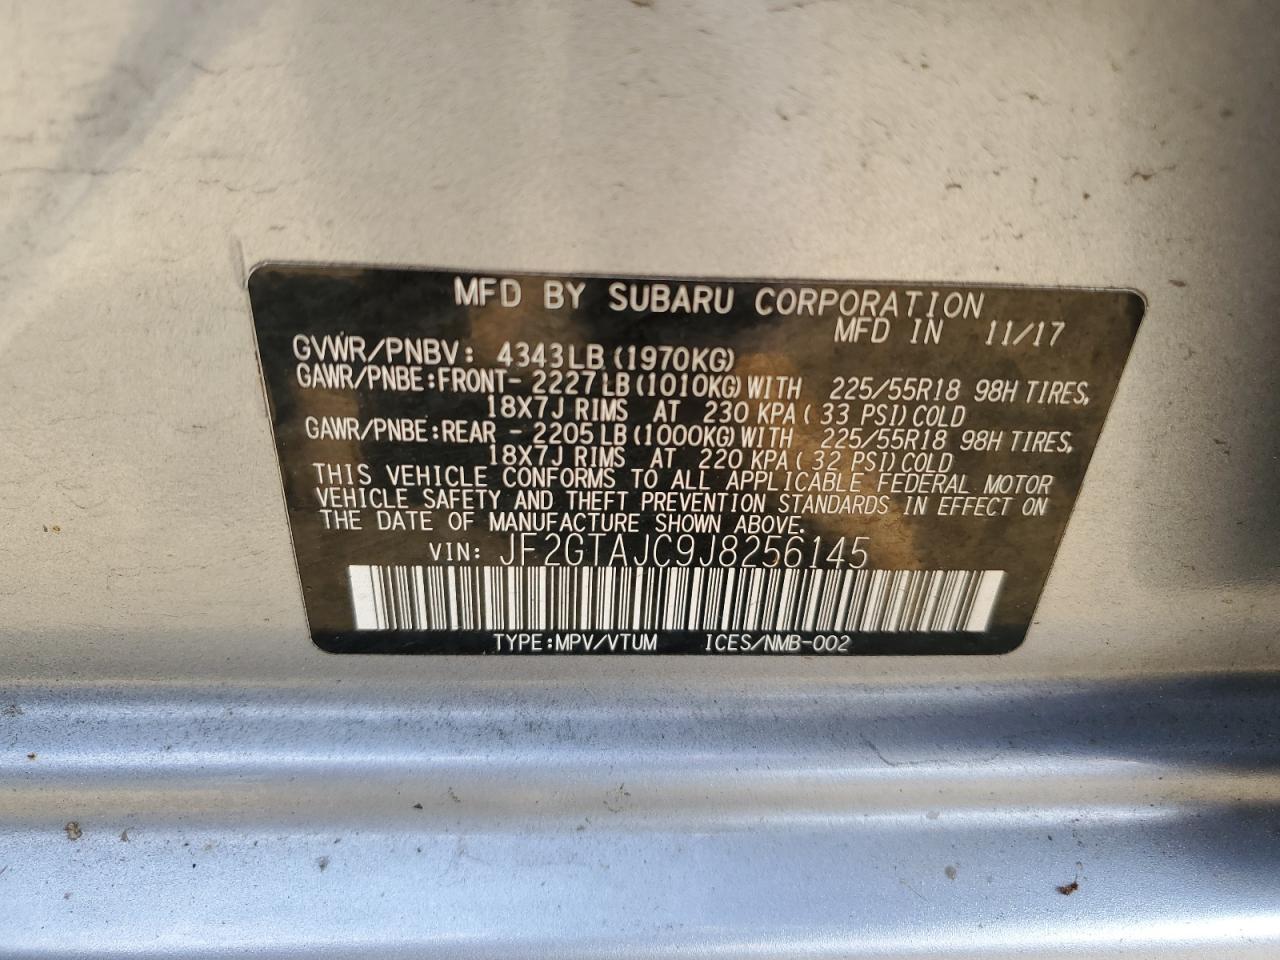 MFD BY SUBARU CORPORATION
MFD IN 11/17
GVWR/PNBV: 4343LB (1970KG)
GAWR/PNBE:FRONT- 2227LB (1010KG) WITH 225/55R18 98H TIRES,
18X7J RIMS AT 230 KPA ( 33 PSI) COLD
GAWR/PNBE:REAR - 2205LB (1000KG) WITH 225/55R18 98H TIRES,
18X7J RIMS AT 220 KPA ( 32 PSI) COLD
THIS VEHICLE CONFORMS TO ALL APPLICABLE FEDERAL MOTOR
VEHICLE SAFETY AND THEFT PREVENTION STANDARDS IN EFFECT ON
THE DATE OF MANUFACTURE SHOWN ABOVE.
VIN: JF2GTAJC9J8256145
TYPE:MPV/VTUM ICES/NMB-002